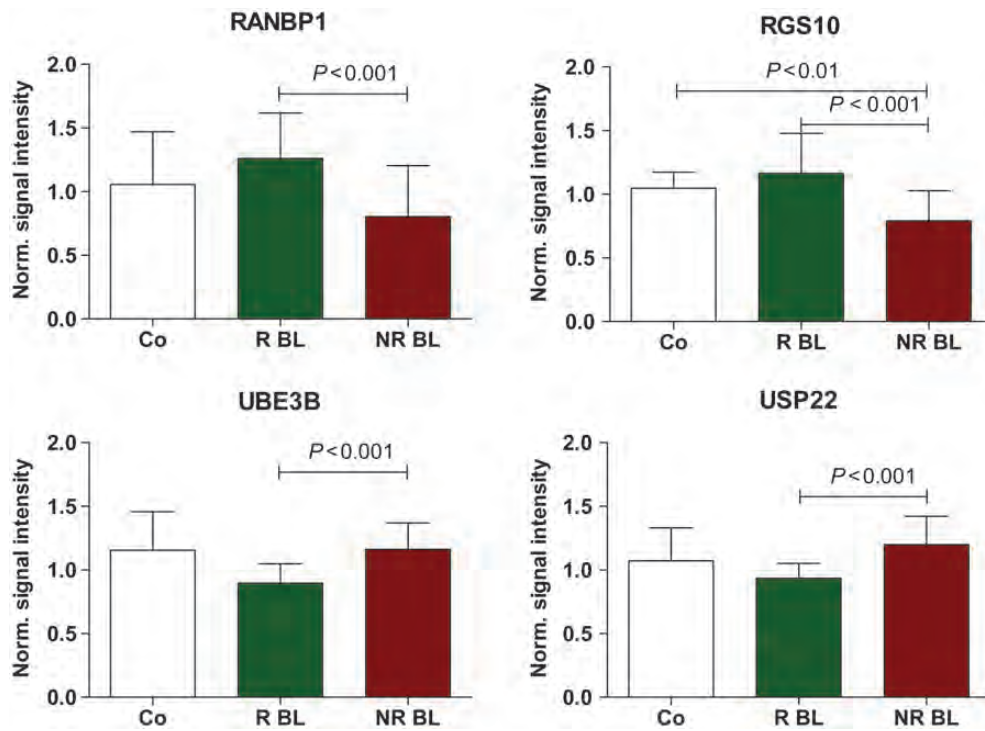 RANBP1
Norm. signal intensity
2.0
1.5
1.0
0.5
0.0
P<0.001
Co
R BL
NR BL
RGS10
Norm. signal intensity
2.0
1.5
1.0
0.5
0.0
P<0.01
P<0.001
Co
R BL
NR BL
UBE3B
Norm. signal intensity
2.0
1.5
1.0
0.5
0.0
P<0.001
Co
R BL
NR BL
USP22
Norm. signal intensity
2.0
1.5
1.0
0.5
0.0
P<0.001
Co
R BL
NR BL